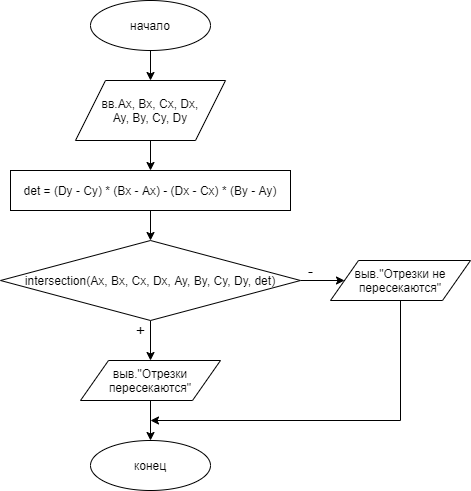 начало
вв.Ax, Bx, Cx, Dx,
Ay, By, Cy, Dy
det = (Dy - Cy) * (Bx - Ax) - (Dx - Cx) * (By - Ay)
intersection(Ax, Bx, Cx, Dx, Ay, By, Cy, Dy, det)
-
выв."Отрезки не
пересекаются"
+
выв."Отрезки
пересекаются"
конец